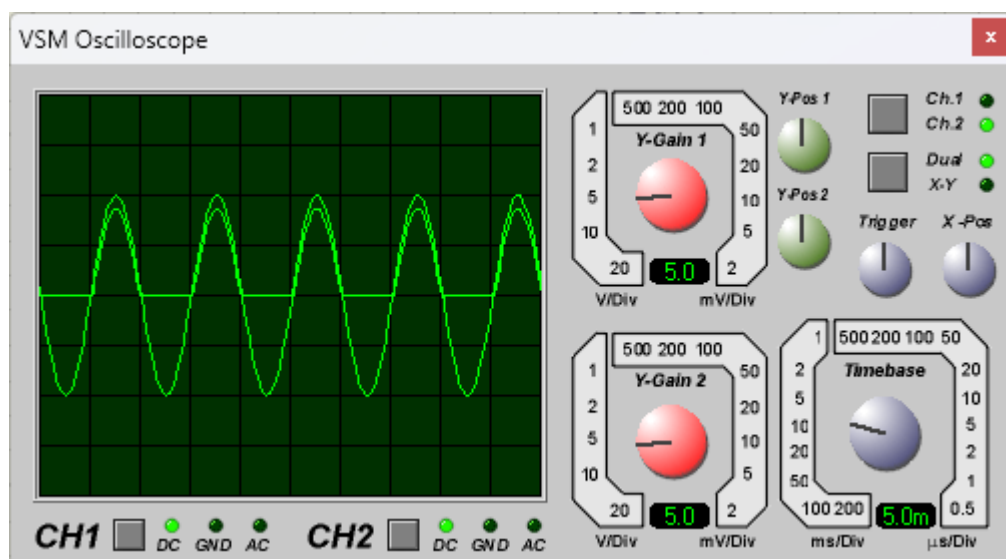 VSM Oscilloscope
x
500 200 100
1
50
Y-Gain 1
2
20
5
10
10
5
20
5.0
2
V/Div
mV/Div
Y-Pos 1
Y-Pos 2
Ch.1
Ch.2
Dual
X-Y
Trigger
X -Pos
500 200 100
1
50
Y-Gain 2
2
20
5
10
10
5
20
5.0
2
V/Div
mV/Div
1
500 200 100 50
Timebase
2
20
5
10
10
5
20
2
50
1
100 200
5.0m
0.5
ms/Div
µs/Div
CH1
DC
GND
AC
CH2
DC
GND
AC